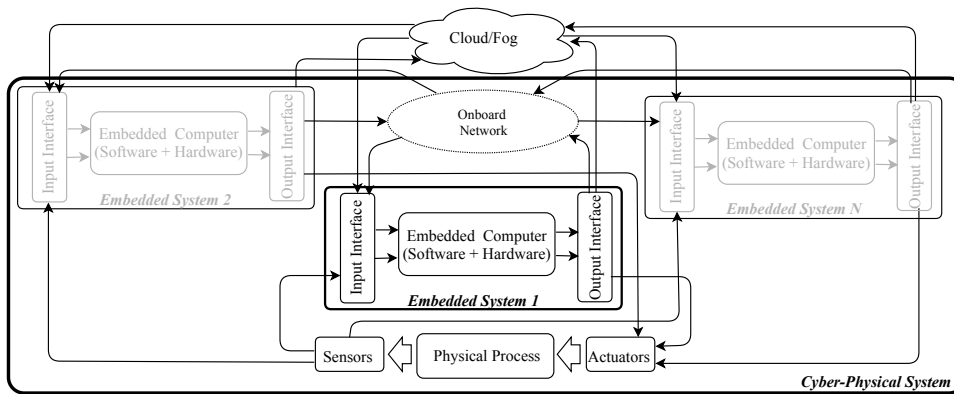 Cloud/Fog
Onboard
Network
Input Interface
Embedded Computer
(Software + Hardware)
Output Interface
Embedded System 2
Input Interface
Embedded Computer
(Software + Hardware)
Output Interface
Embedded System N
Input Interface
Embedded Computer
(Software + Hardware)
Output Interface
Embedded System 1
Sensors
Physical Process
Actuators
Cyber-Physical System